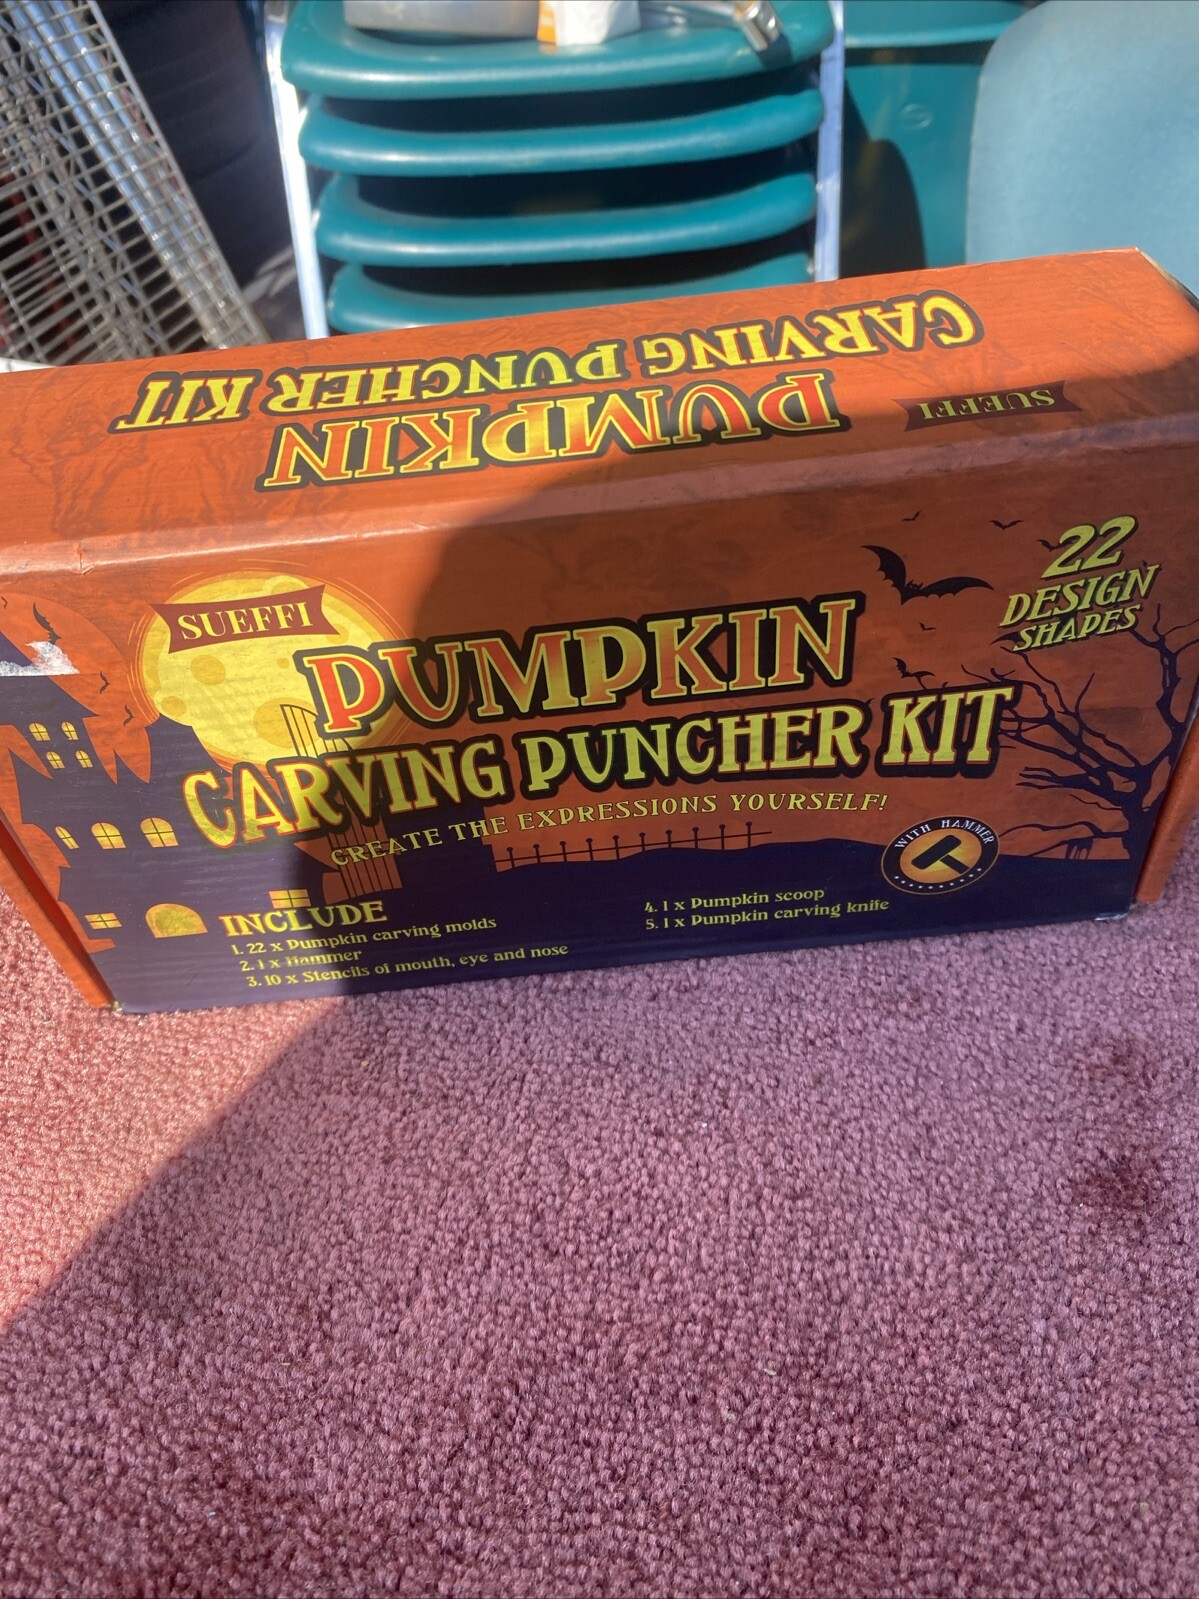 CARVING PUNCHER KIT
PUMPKIN
SUEFFI
SUEFFI
PUMPKIN
CARVING PUNCHER KIT
CREATE THE EXPRESSIONS YOURSELF!
22
DESIGN
SHAPES
WITH HAMMER
INCLUDE
1. 22 x Pumpkin carving molds
2. 1 x Hammer
3. 10 x Stencils of mouth, eye and nose
4. 1 x Pumpkin scoop
5. 1 x Pumpkin carving knife